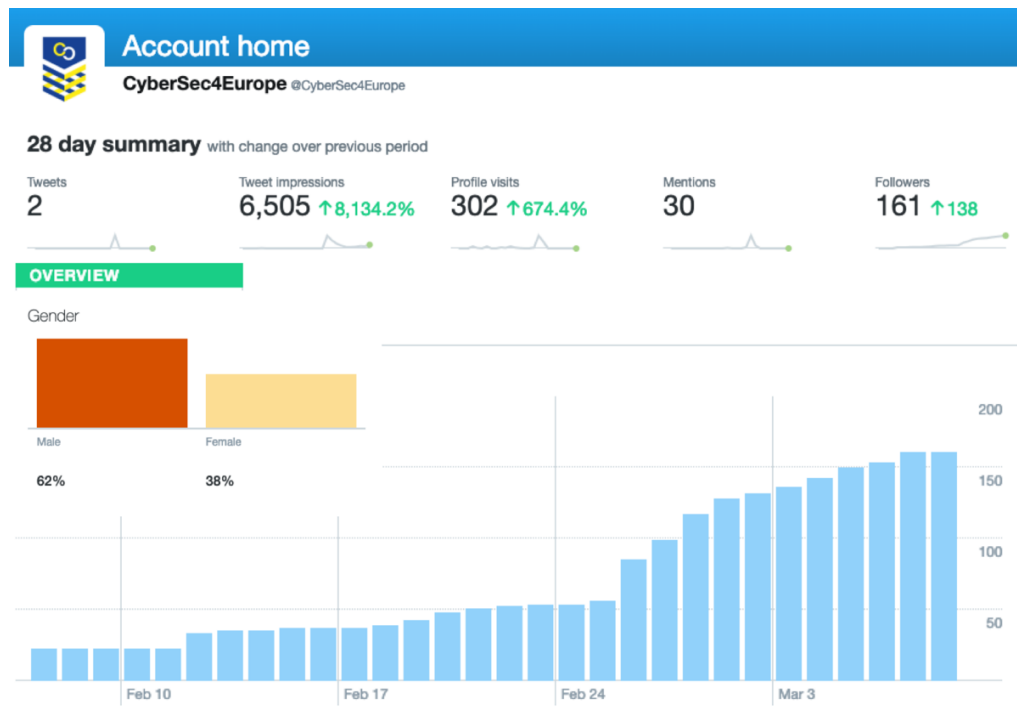 Account home
CyberSec4Europe @CyberSec4Europe
28 day summary with change over previous period
Tweets
2
Tweet impressions
6,505 ↑8,134.2%
Profile visits
302 ↑674.4%
Mentions
30
Followers
161 ↑138
OVERVIEW
Gender
Male
62%
Female
38%
200
150
100
50
Feb 10
Feb 17
Feb 24
Mar 3